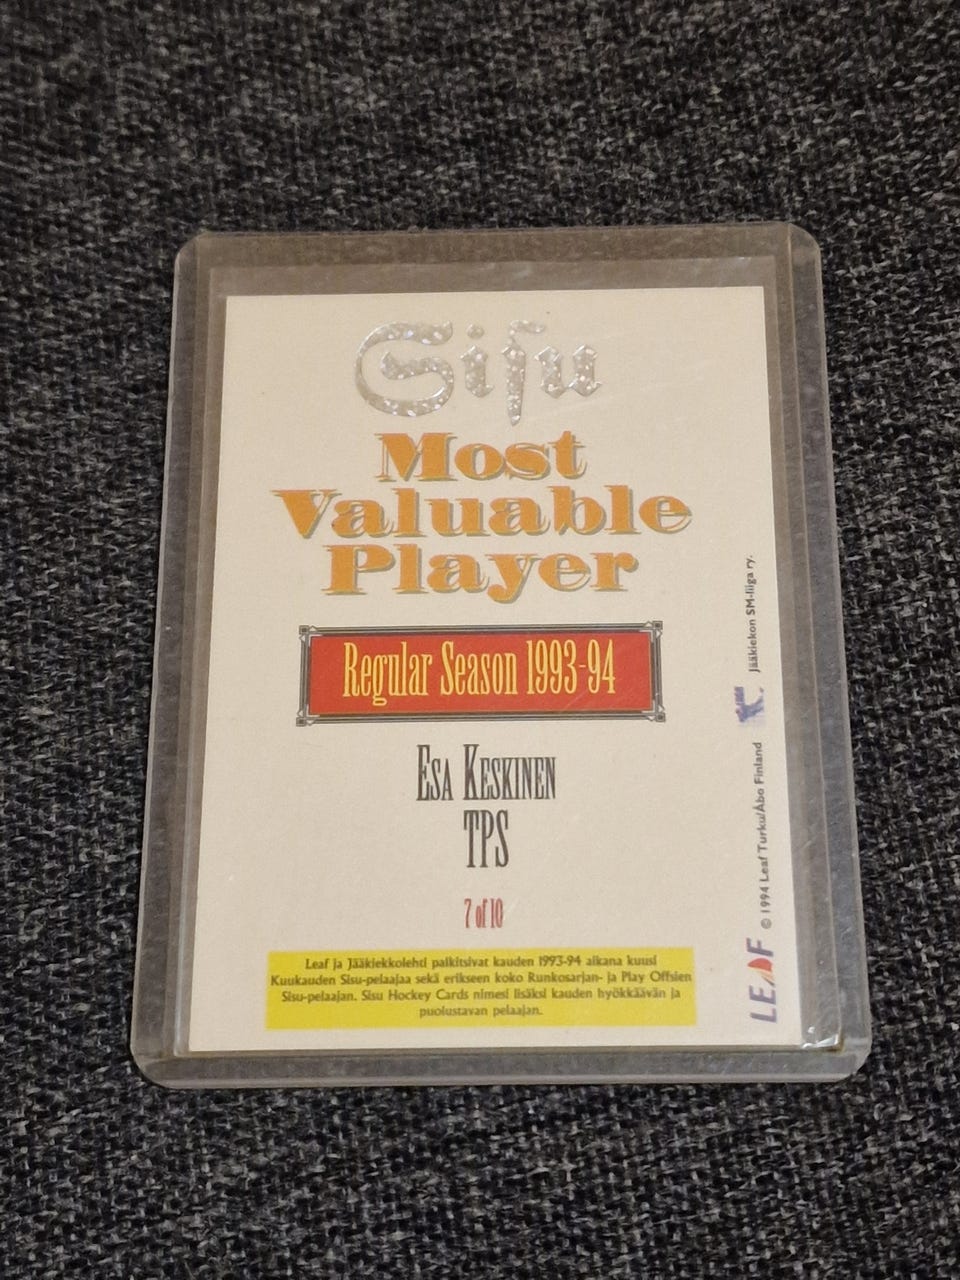 Sisu
Most
Valuable
Player
Regular Season 1993-94
Esa Keskinen
TPS
7 of 10
Leaf ja Jääkiekkolehti palkitsivat kauden 1993-94 aikana kuusi
Kuukauden Sisu-pelaajaa sekä erikseen koko Runkosarjan- ja Play Offsien
Sisu-pelaajan. Sisu Hockey Cards nimesi lisäksi kauden hyökkäävän ja
puolustavan pelaajan.
LEAF © 1994 Leaf Turku/Åbo Finland
Jääkiekon SM-liiga ry.